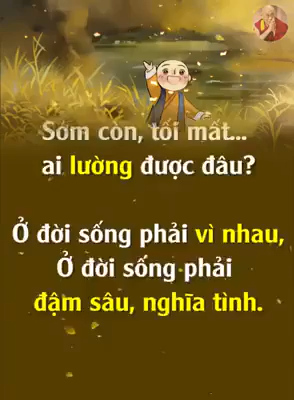 Sớm còn, tối mất...
ai lường được đâu?
Ở đời sống phải vì nhau,
Ở đời sống phải
đậm sâu, nghĩa tình.